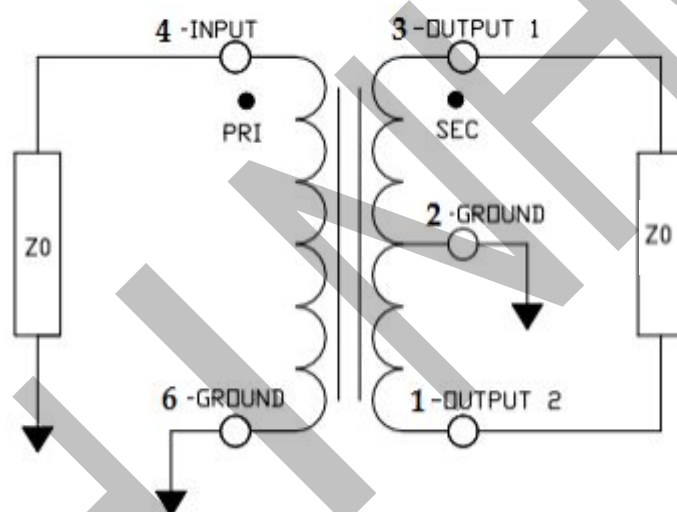 4 -INPUT
3-OUTPUT 1
PRI
SEC
2 -GROUND
Z0
Z0
6 -GROUND
1-OUTPUT 2